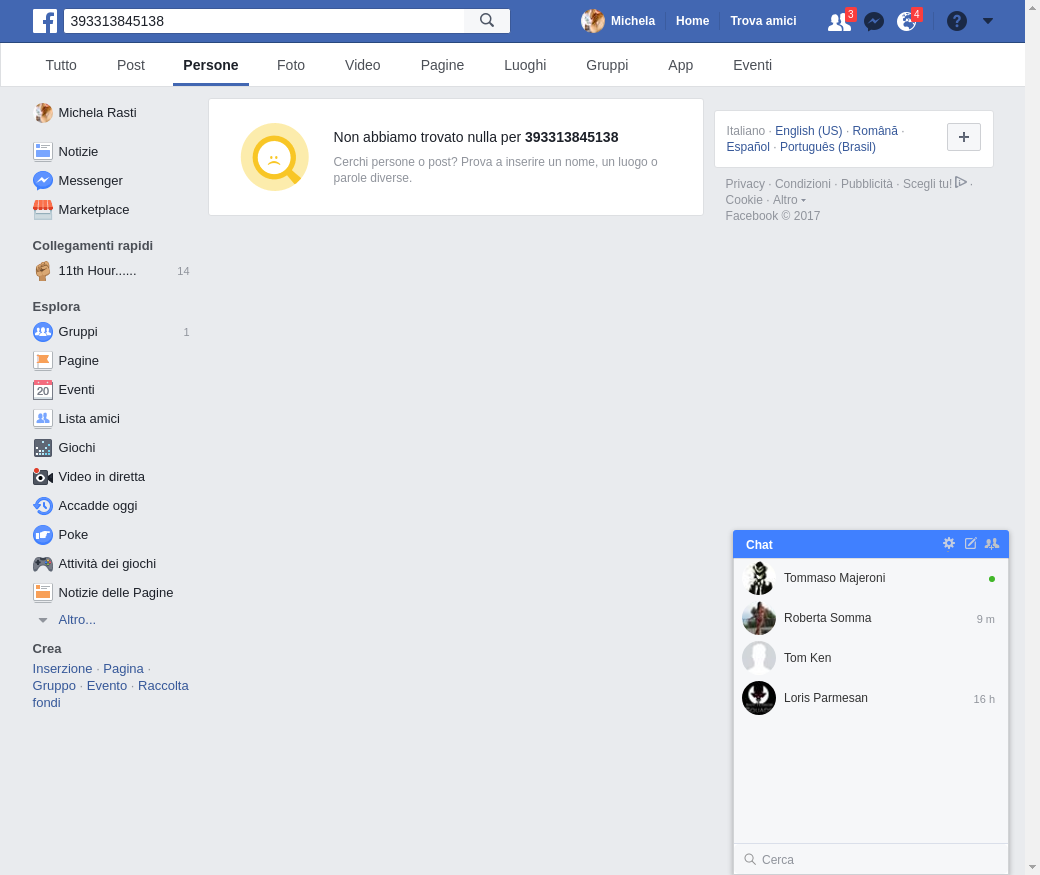 393313845138
Michela
Home
Trova amici
3
4
Tutto
Post
Persone
Foto
Video
Pagine
Luoghi
Gruppi
App
Eventi
Michela Rasti
Notizie
Messenger
Marketplace
Collegamenti rapidi
11th Hour......
14
Esplora
Gruppi
1
Pagine
20
Eventi
Lista amici
Giochi
Video in diretta
Accadde oggi
Poke
Attività dei giochi
Notizie delle Pagine
Altro...
Crea
Inserzione · Pagina ·
Gruppo · Evento · Raccolta
fondi
Non abbiamo trovato nulla per 393313845138
Cerchi persone o post? Prova a inserire un nome, un luogo o
parole diverse.
Italiano · English (US) · Română ·
Español · Português (Brasil)
Privacy · Condizioni · Pubblicità · Scegli tu! ·
Cookie · Altro
Facebook © 2017
Chat
Tommaso Majeroni
Roberta Somma
9 m
Tom Ken
Loris Parmesan
16 h
Cerca